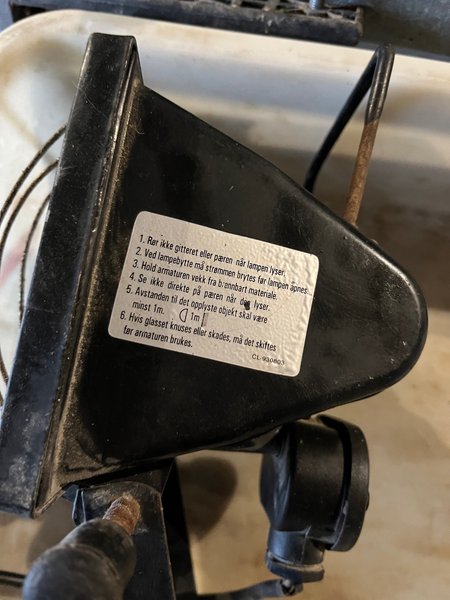 1. Rør ikke gitteret eller pæren når lampen lyser.
2. Ved lampebytte må strømmen brytes før lampen åpnes.
3. Hold armaturen vekk fra brennbart materiale.
4. Se ikke direkte på pæren når den lyser.
5. Avstanden til det opplyste objekt skal være
minst 1m. 1m
6. Hvis glasset knuses eller skades, må det skiftes
før armaturen brukes.
CL 930603